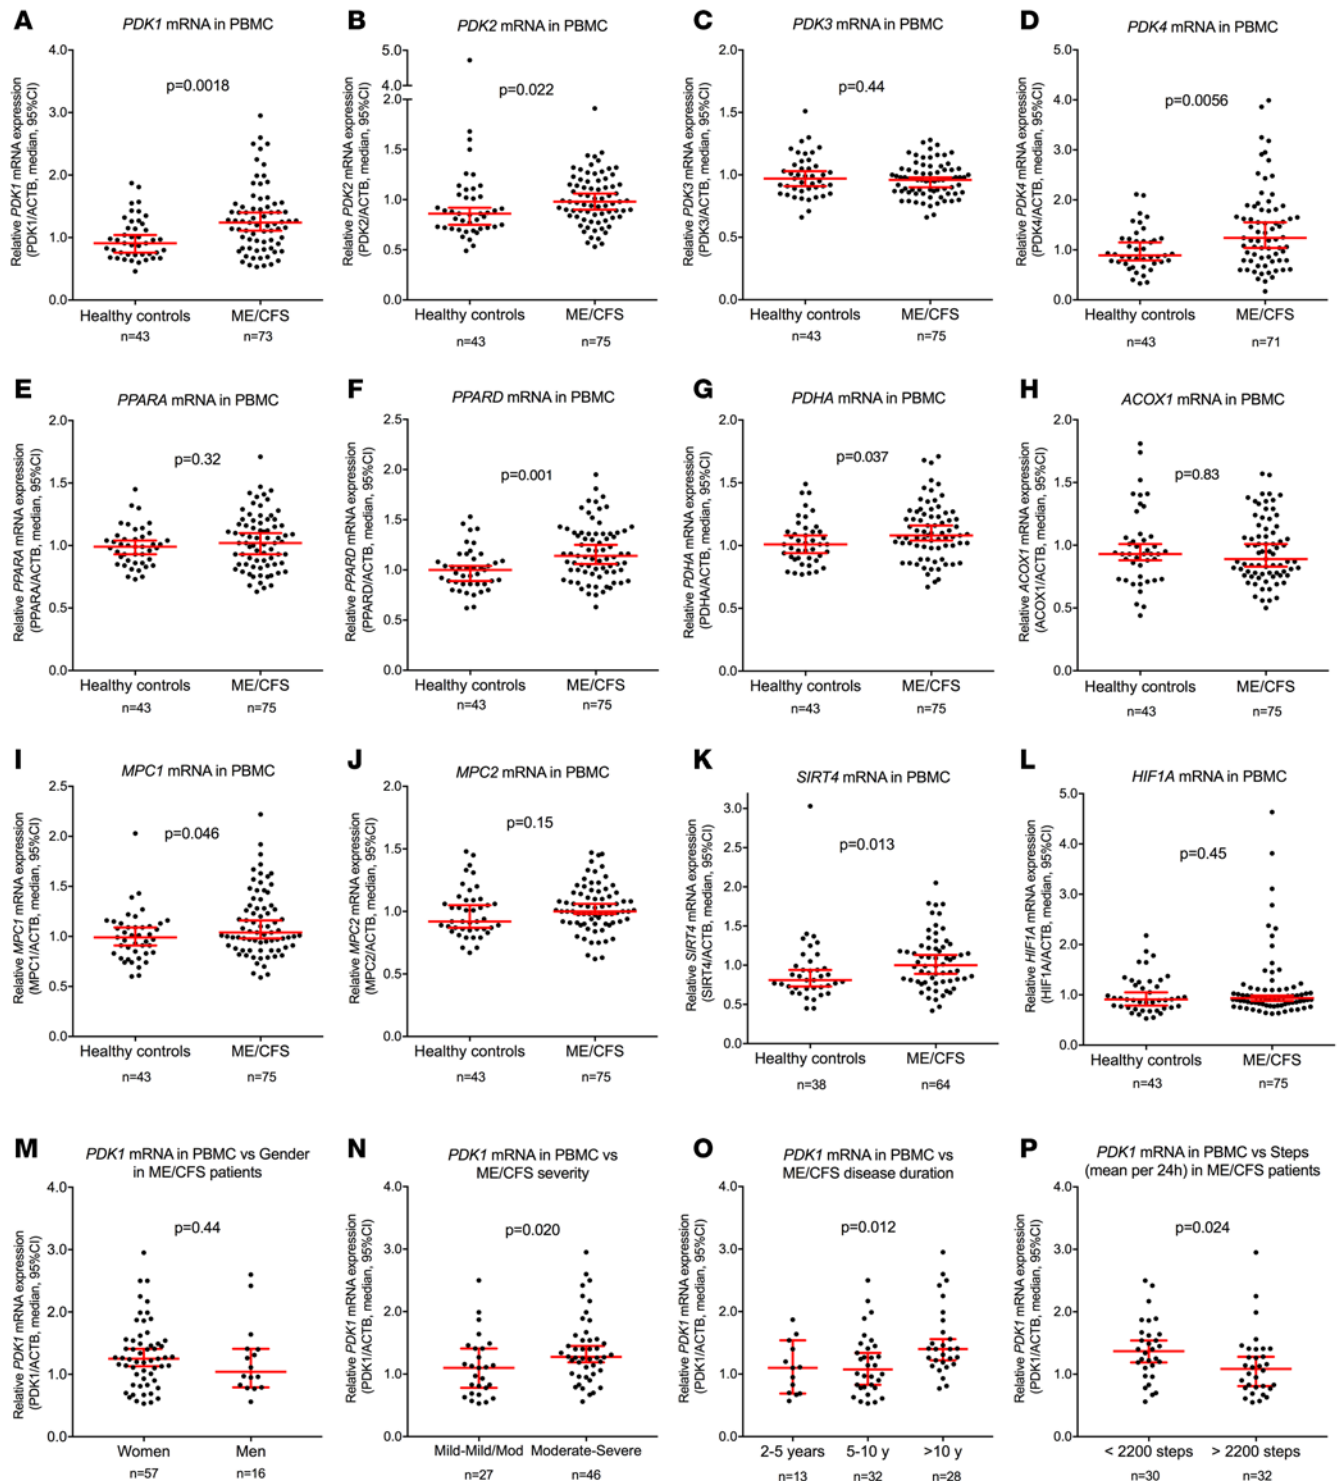 A
PDK1 mRNA in PBMC
Relative PDK1 mRNA expression
(PDK1/ACTB, median, 95%CI)
4.0
3.0
2.0
1.0
0.0
p=0.0018
Healthy controls ME/CFS
n=43 n=73
B
PDK2 mRNA in PBMC
Relative PDK2 mRNA expression
(PDK2/ACTB, median, 95%CI)
5.0
4.0
2.0
1.5
1.0
0.5
0.0
p=0.022
Healthy controls ME/CFS
n=43 n=75
C
PDK3 mRNA in PBMC
Relative PDK3 mRNA expression
(PDK3/ACTB, median, 95%CI)
2.0
1.5
1.0
0.5
0.0
p=0.44
Healthy controls ME/CFS
n=43 n=75
D
PDK4 mRNA in PBMC
Relative PDK4 mRNA expression
(PDK4/ACTB, median, 95%CI)
5.0
4.0
3.0
2.0
1.0
0.0
p=0.0056
Healthy controls ME/CFS
n=43 n=71
E
PPARA mRNA in PBMC
Relative PPARA mRNA expression
(PPARA/ACTB, median, 95%CI)
2.0
1.5
1.0
0.5
0.0
p=0.32
Healthy controls ME/CFS
n=43 n=75
F
PPARD mRNA in PBMC
Relative PPARD mRNA expression
(PPARD/ACTB, median, 95%CI)
2.5
2.0
1.5
1.0
0.5
0.0
p=0.001
Healthy controls ME/CFS
n=43 n=75
G
PDHA mRNA in PBMC
Relative PDHA mRNA expression
(PDHA/ACTB, median, 95%CI)
2.0
1.5
1.0
0.5
0.0
p=0.037
Healthy controls ME/CFS
n=43 n=75
H
ACOX1 mRNA in PBMC
Relative ACOX1 mRNA expression
(ACOX1/ACTB, median, 95%CI)
2.0
1.5
1.0
0.5
0.0
p=0.83
Healthy controls ME/CFS
n=43 n=75
I
MPC1 mRNA in PBMC
Relative MPC1 mRNA expression
(MPC1/ACTB, median, 95%CI)
2.5
2.0
1.5
1.0
0.5
0.0
p=0.046
Healthy controls ME/CFS
n=43 n=75
J
MPC2 mRNA in PBMC
Relative MPC2 mRNA expression
(MPC2/ACTB, median, 95%CI)
2.0
1.5
1.0
0.5
0.0
p=0.15
Healthy controls ME/CFS
n=43 n=75
K
SIRT4 mRNA in PBMC
Relative SIRT4 mRNA expression
(SIRT4/ACTB, median, 95%CI)
3.0
2.5
2.0
1.5
1.0
0.5
0.0
p=0.013
Healthy controls ME/CFS
n=38 n=64
L
HIF1A mRNA in PBMC
Relative HIF1A mRNA expression
(HIF1A/ACTB, median, 95%CI)
5.0
4.0
3.0
2.0
1.0
0.0
p=0.45
Healthy controls ME/CFS
n=43 n=75
M
PDK1 mRNA in PBMC vs Gender
in ME/CFS patients
Relative PDK1 mRNA expression
(PDK1/ACTB, median, 95%CI)
4.0
3.0
2.0
1.0
0.0
p=0.44
Women Men
n=57 n=16
N
PDK1 mRNA in PBMC vs
ME/CFS severity
Relative PDK1 mRNA expression
(PDK1/ACTB, median, 95%CI)
4.0
3.0
2.0
1.0
0.0
p=0.020
Mild-Mild/Mod Moderate-Severe
n=27 n=46
O
PDK1 mRNA in PBMC vs
ME/CFS disease duration
Relative PDK1 mRNA expression
(PDK1/ACTB, median, 95%CI)
4.0
3.0
2.0
1.0
0.0
p=0.012
2-5 years 5-10 y >10 y
n=13 n=32 n=28
P
PDK1 mRNA in PBMC vs Steps
(mean per 24h) in ME/CFS patients
Relative PDK1 mRNA expression
(PDK1/ACTB, median, 95%CI)
4.0
3.0
2.0
1.0
0.0
p=0.024
< 2200 steps > 2200 steps
n=30 n=32